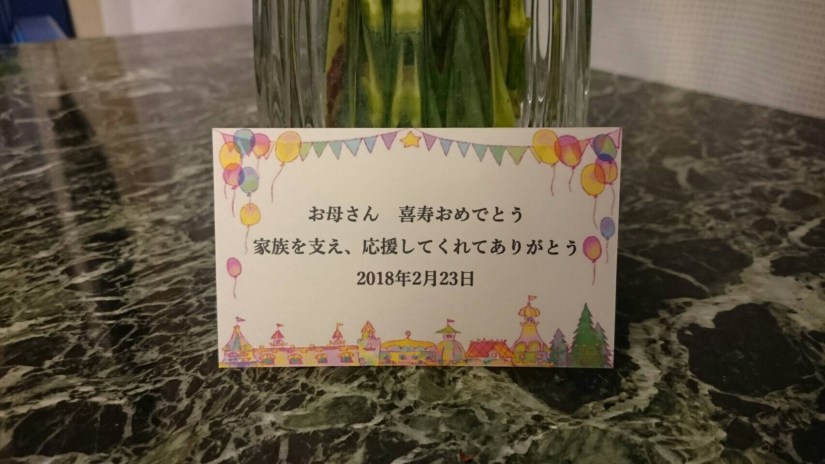 お母さん　喜寿おめでとう
家族を支え、応援してくれてありがとう
2018年2月23日